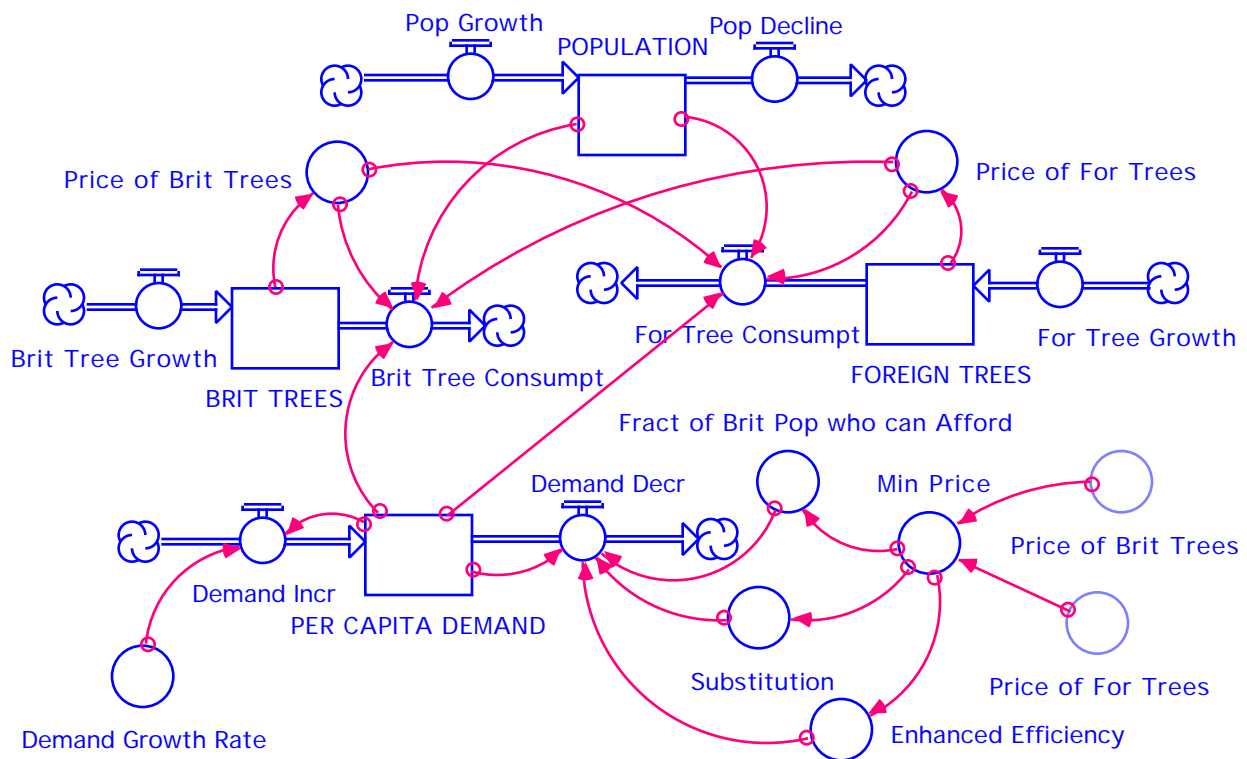 Pop Growth
POPULATION
Pop Decline
Price of Brit Trees
Price of For Trees
Brit Tree Growth
BRIT TREES
Brit Tree Consumpt
For Tree Consumpt
FOREIGN TREES
For Tree Growth
Fract of Brit Pop who can Afford
Demand Decr
Min Price
Price of Brit Trees
Demand Incr
PER CAPITA DEMAND
Substitution
Price of For Trees
Demand Growth Rate
Enhanced Efficiency